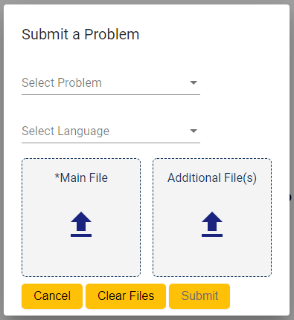 Submit a Problem
Select Problem
Select Language
*Main File
Additional File(s)
Cancel
Clear Files
Submit